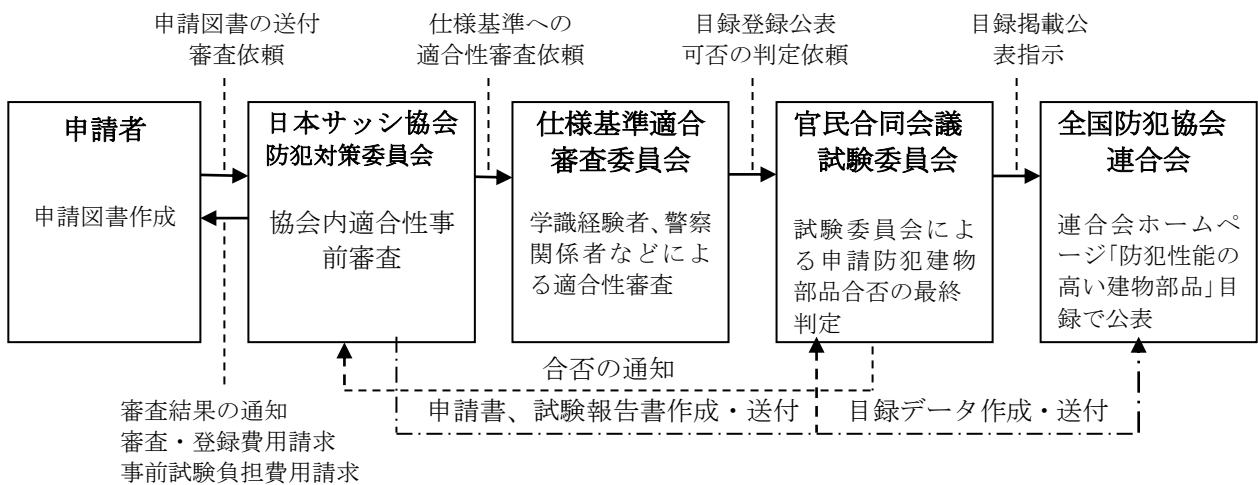 申請図書の送付
審査依頼
仕様基準への
適合性審査依頼
目録登録公表
可否の判定依頼
目録掲載公
表指示
申請者
申請図書作成
日本サッシ協会
防犯対策委員会
協会内適合性事
前審査
仕様基準適合
審査委員会
学識経験者、警察
関係者などによ
る適合性審査
官民合同会議
試験委員会
試験委員会によ
る申請防犯建物
部品合否の最終
判定
全国防犯協会
連合会
連合会ホームペ
ージ「防犯性能の
高い建物部品」目
録で公表
合否の通知
申請書、試験報告書作成・送付
目録データ作成・送付
審査結果の通知
審査・登録費用請求
事前試験負担費用請求